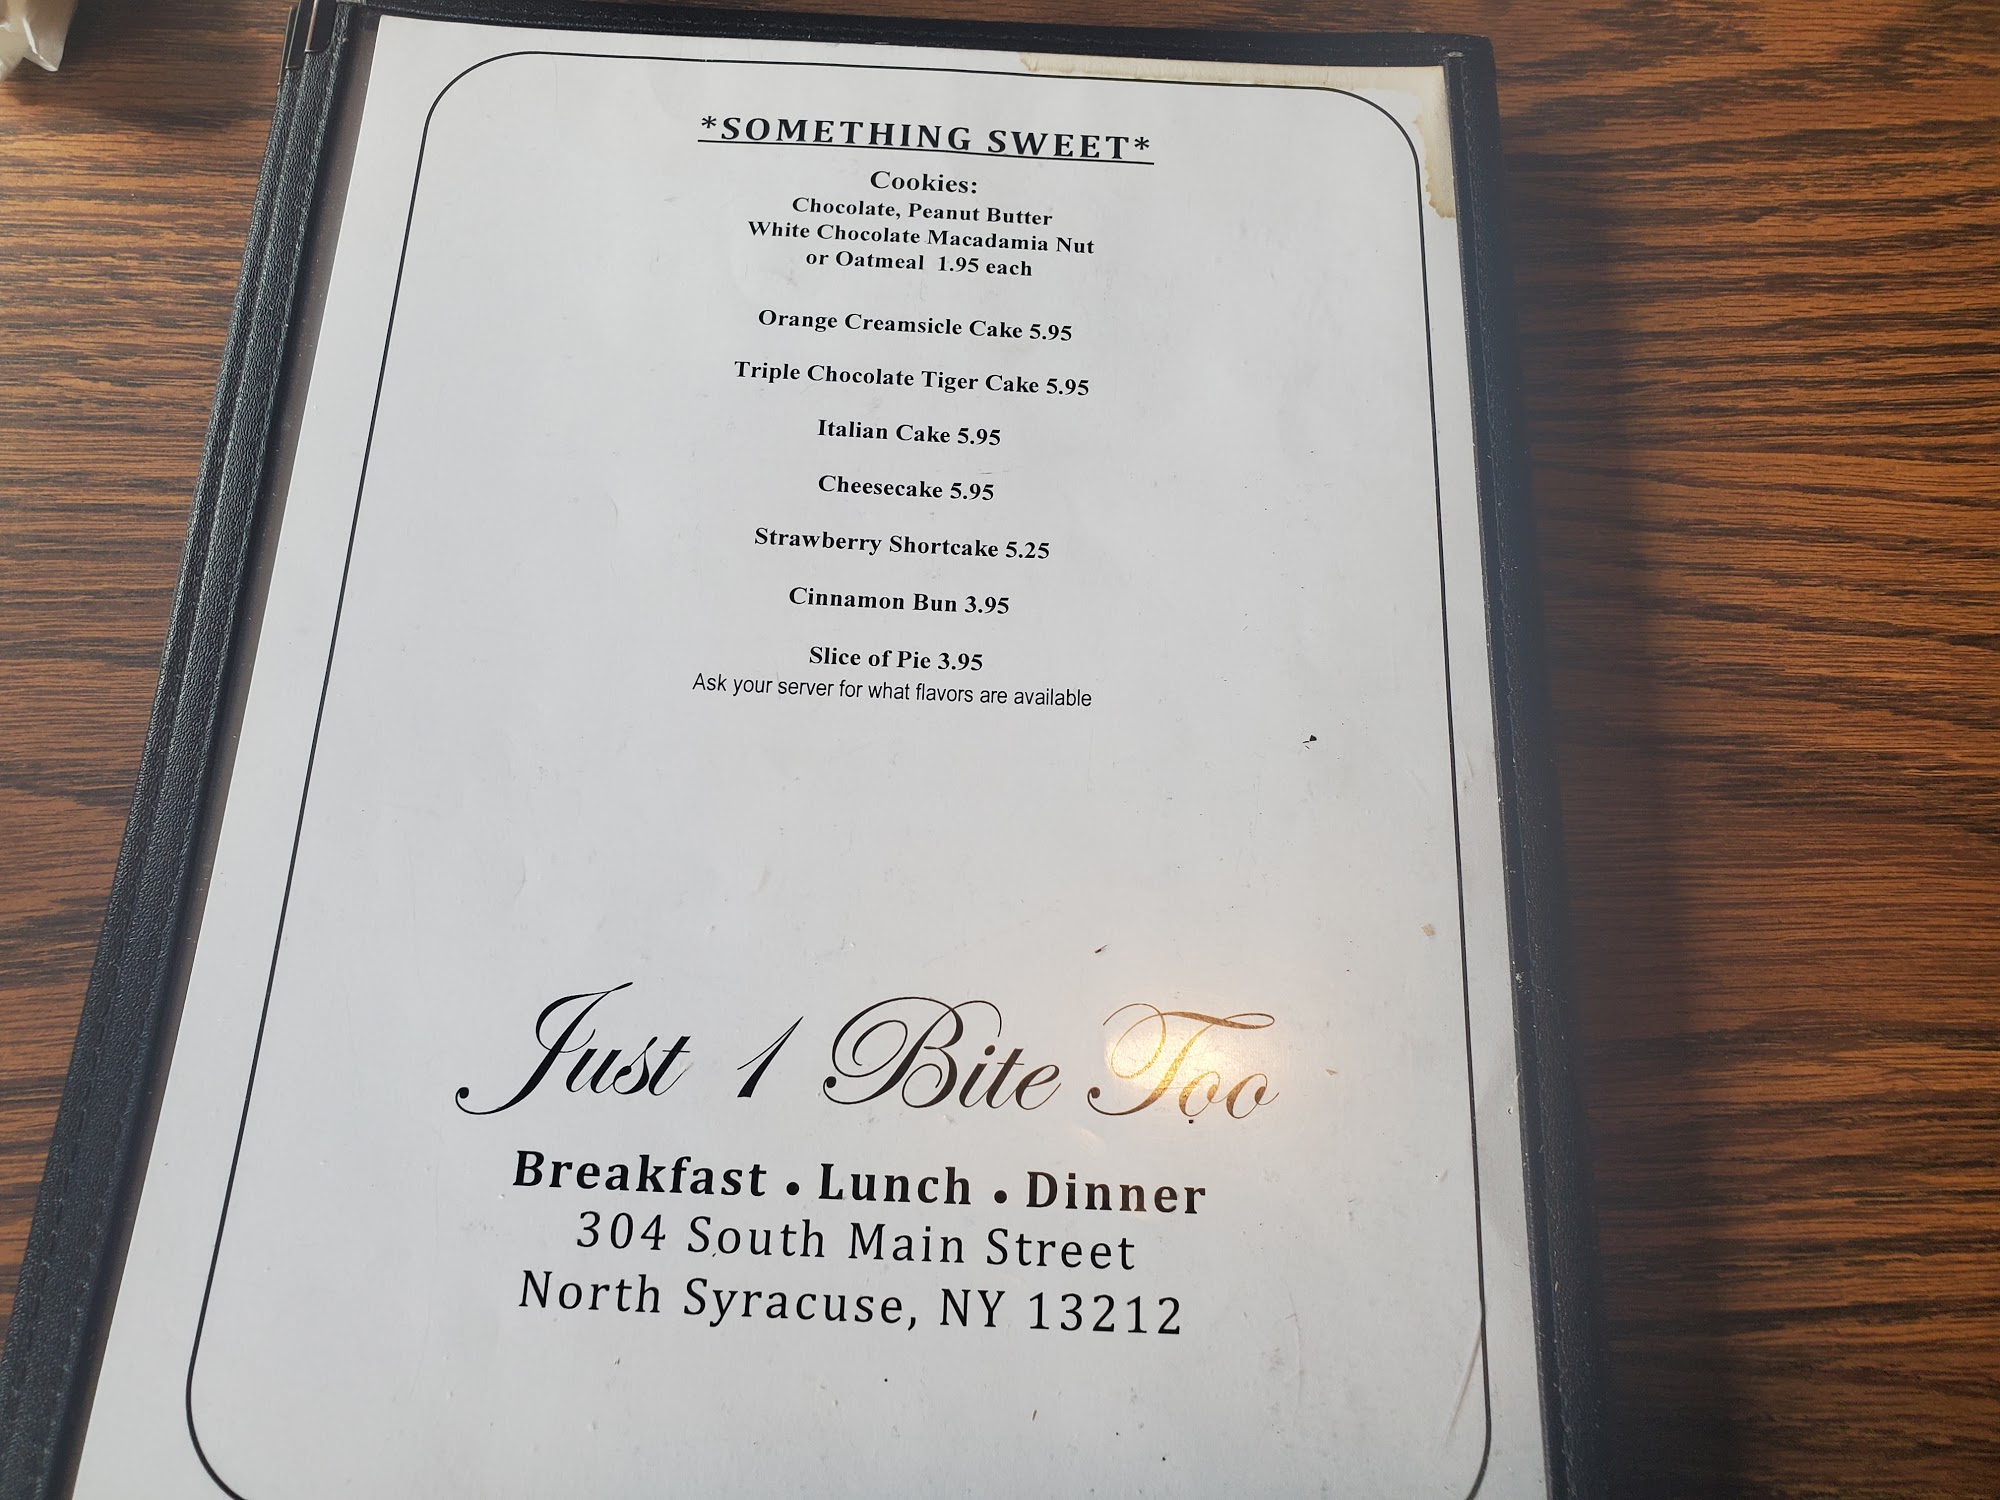 *SOMETHING SWEET*
Cookies:
Chocolate, Peanut Butter
White Chocolate Macadamia Nut
or Oatmeal 1.95 each
Orange Creamsicle Cake 5.95
Triple Chocolate Tiger Cake 5.95
Italian Cake 5.95
Cheesecake 5.95
Strawberry Shortcake 5.25
Cinnamon Bun 3.95
Slice of Pie 3.95
Ask your server for what flavors are available
Just 1 Bite Too
Breakfast • Lunch • Dinner
304 South Main Street
North Syracuse, NY 13212